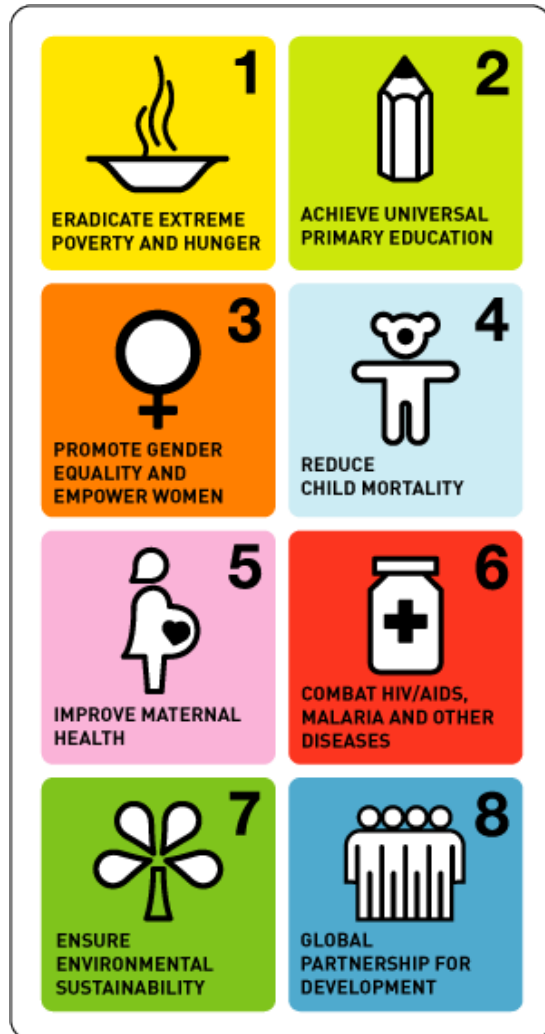 1
ERADICATE EXTREME
POVERTY AND HUNGER
2
ACHIEVE UNIVERSAL
PRIMARY EDUCATION
3
PROMOTE GENDER
EQUALITY AND
EMPOWER WOMEN
4
REDUCE
CHILD MORTALITY
5
IMPROVE MATERNAL
HEALTH
6
COMBAT HIV/AIDS,
MALARIA AND OTHER
DISEASES
7
ENSURE
ENVIRONMENTAL
SUSTAINABILITY
8
GLOBAL
PARTNERSHIP FOR
DEVELOPMENT